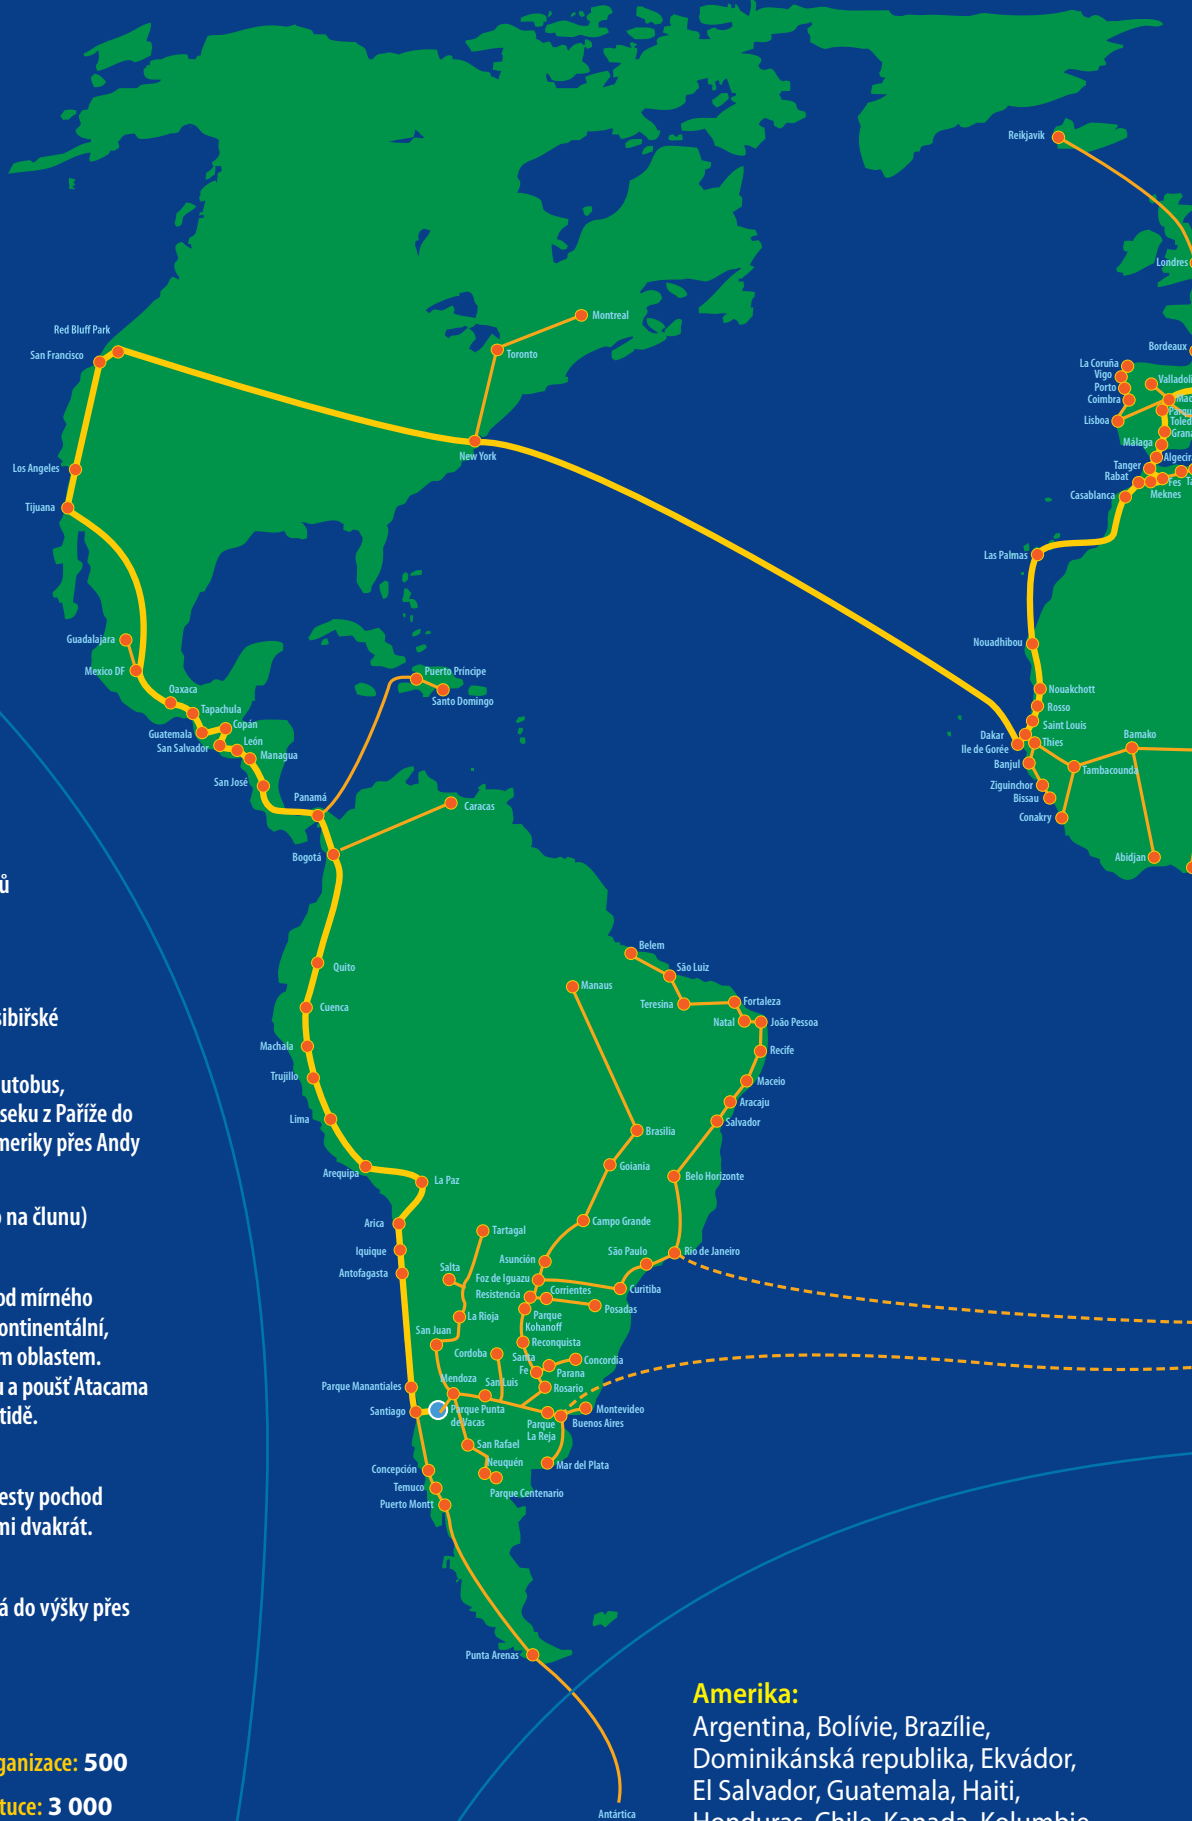 Reikjavik
Londres
Montreal
Red Bluff Park
Toronto
San Francisco
Bordeaux
La Coruña
Vigo
Porto
Coimbra
Lisboa
Málaga
Tanger
Rabat
Fes
Meknes
Casablanca
New York
Los Angeles
Tijuana
Las Palmas
Guadalajara
Mexico DF
Nouadhibou
Puerto Príncipe
Santo Domingo
Oaxaca
Tapachula
Copán
Guatemala
León
San Salvador
Managua
San José
Nouakchott
Rosso
Saint Louis
Dakar
Ile de Gorée
Thies
Bamako
Banjul
Tambacounda
Ziguinchor
Bissau
Conakry
Abidjan
Panamá
Caracas
Bogotá
ů
Quito
Belem
São Luiz
Manaus
Teresina
Fortaleza
Natal
João Pessoa
Cuenca
sibiřské
Machala
Recife
Trujillo
Maceio
utobus,
Aracaju
seku z Paříže do
Lima
Salvador
meriky přes Andy
Brasilia
Goiania
Arequipa
La Paz
Belo Horizonte
o na člunu)
Arica
Campo Grande
Tartagal
Iquique
São Paulo
Rio de Janeiro
Asunción
Antofagasta
Salta
Foz de Iguazu
Curitiba
Corrientes
Resistencia
Posadas
od mírného
La Rioja
Parque
Kohanoff
ontinentální,
San Juan
Reconquista
m oblastem.
Cordoba
Santa
Fe
Concordia
Parana
u a poušť Atacama
Parque Manantiales
Mendoza
San Luis
Rosario
tidě.
Santiago
Parque Punta
de Vacas
Montevideo
Parque
La Reja
Buenos Aires
San Rafael
Neuquén
Mar del Plata
Concepción
Temuco
Parque Centenario
Puerto Montt
esty pochod
mi dvakrát.
á do výšky přes
Punta Arenas
Amerika:
Argentina, Bolívie, Brazílie,
Dominikánská republika, Ekvádor,
El Salvador, Guatemala, Haiti,
Honduras, Chile, Kanada, Kolumbie
ganizace: 500
tuce: 3 000
Antártica